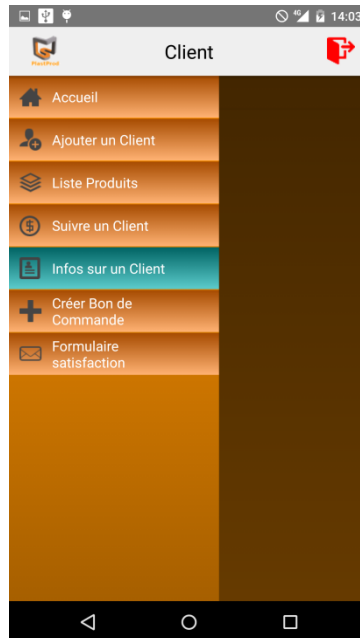 4G
14:03
Client
Accueil
Ajouter un Client
Liste Produits
Suivre un Client
Infos sur un Client
Créer Bon de
Commande
Formulaire
satisfaction